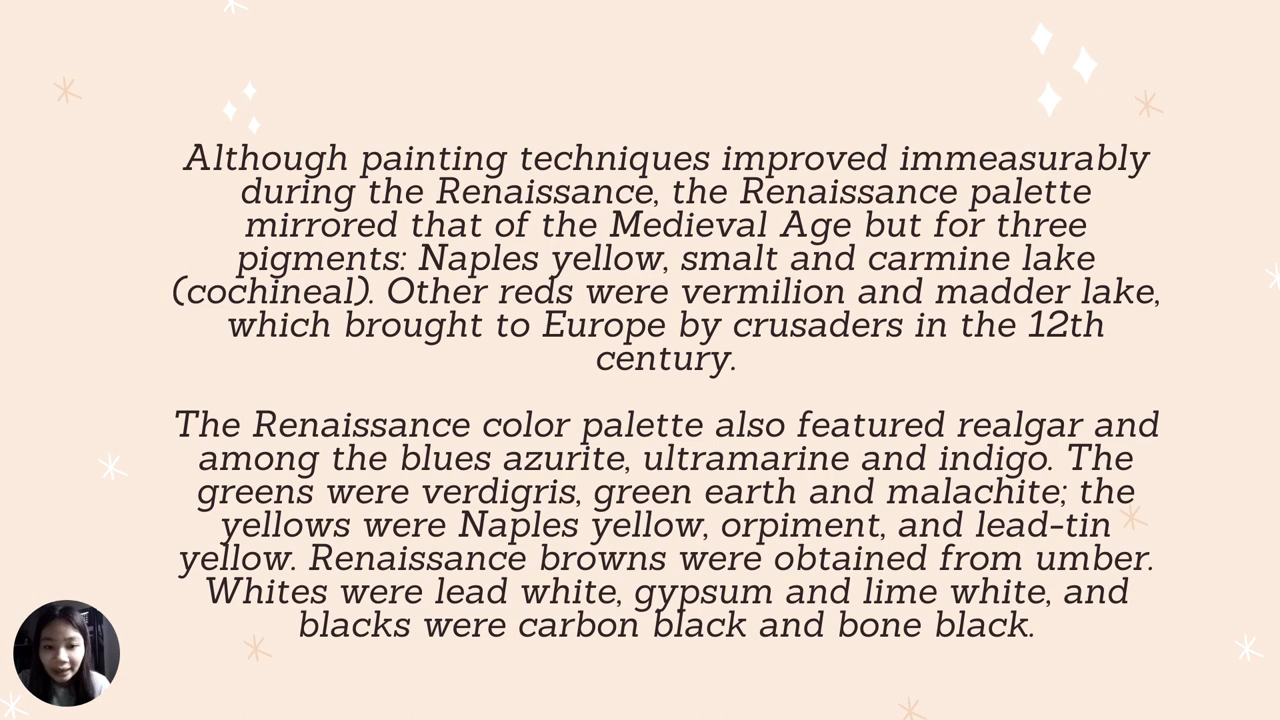 Although painting techniques improved immeasurably
during the Renaissance, the Renaissance palette
mirrored that of the Medieval Age but for three
pigments: Naples yellow, smalt and carmine lake
(cochineal). Other reds were vermilion and madder lake,
which brought to Europe by crusaders in the 12th
century.
The Renaissance color palette also featured realgar and
among the blues azurite, ultramarine and indigo. The
greens were verdigris, green earth and malachite; the
yellows were Naples yellow, orpiment, and lead-tin
yellow. Renaissance browns were obtained from umber.
Whites were lead white, gypsum and lime white, and
blacks were carbon black and bone black.